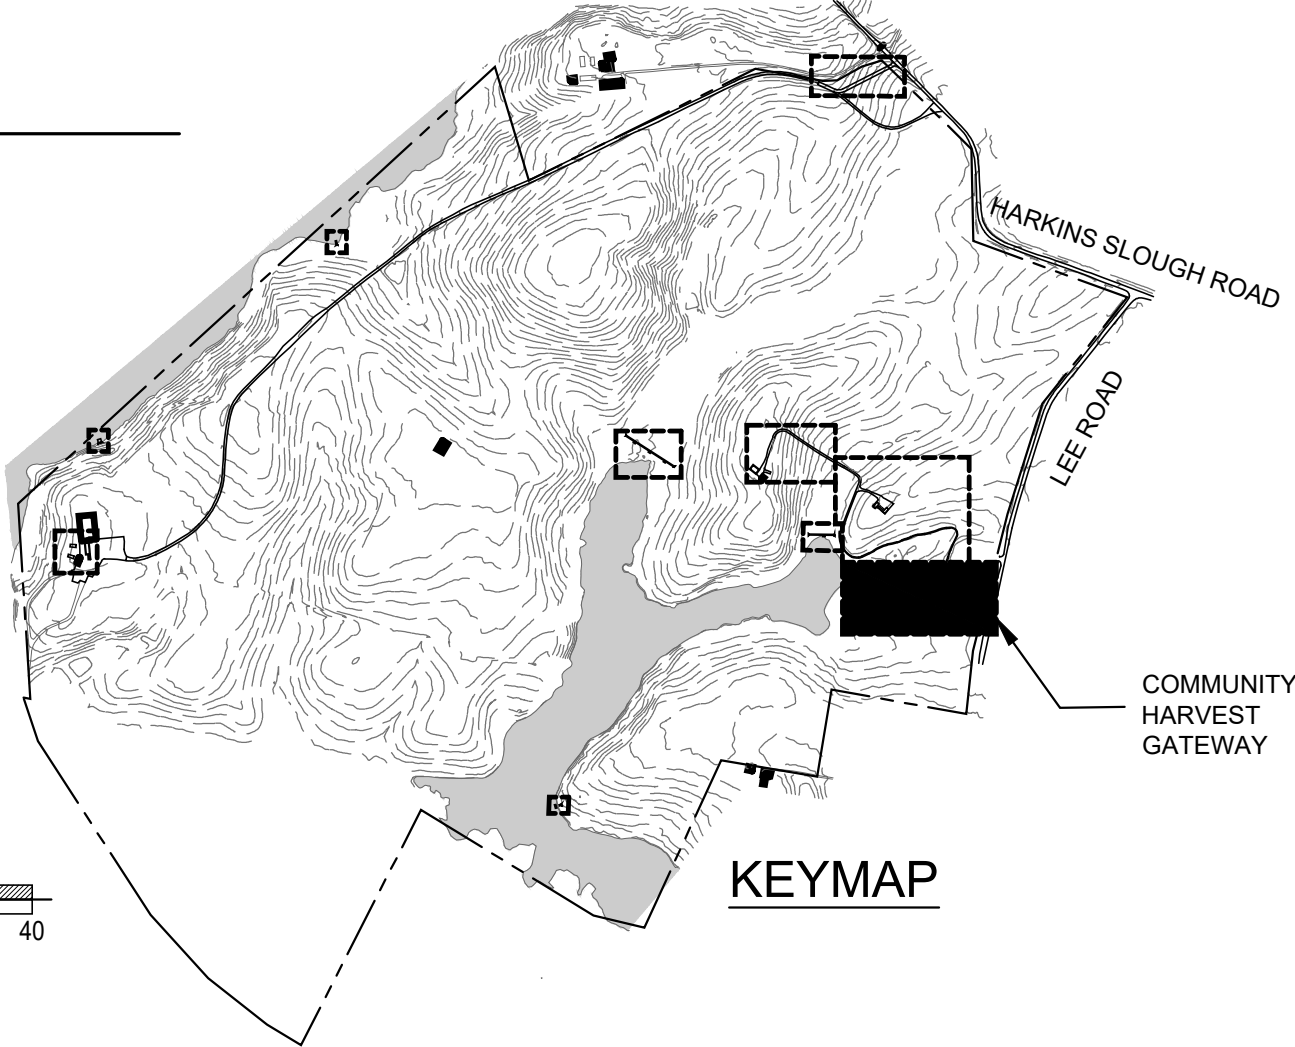 HARKINS SLOUGH ROAD
LEE ROAD
COMMUNITY
HARVEST
GATEWAY
KEYMAP
40